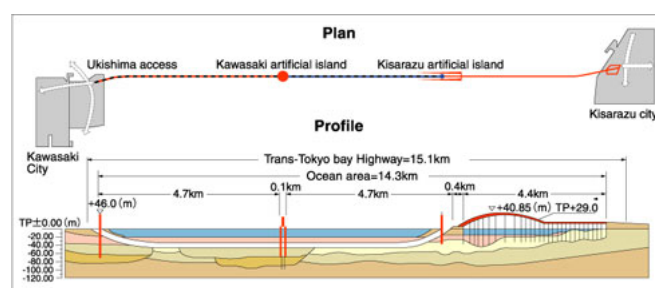 Plan
Ukishima access
Kawasaki artificial island
Kisarazu artificial island
Kawasaki City
Kisarazu city
Profile
Trans-Tokyo bay Highway=15.1km
Ocean area=14.3km
4.7km
0.1km
4.7km
0.4km
4.4km
+46.0 (m)
▽+40.85 (m)
TP+29.0
TP±0.00 (m)
-20.00
-40.00
-60.00
-80.00
-100.00
-120.00